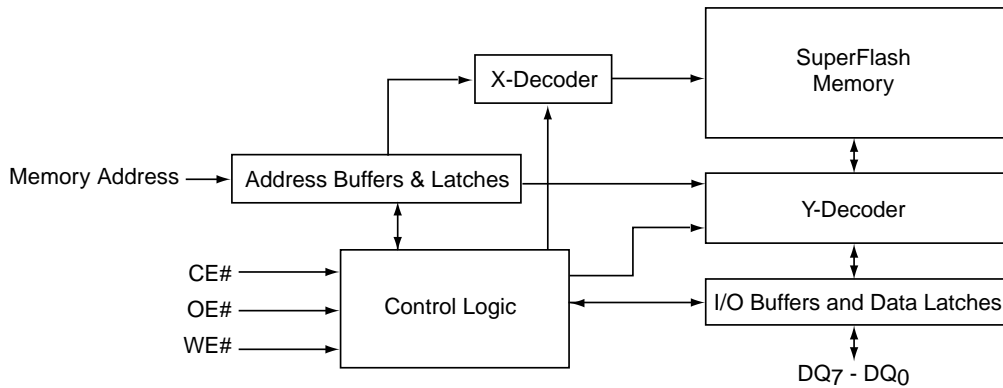 SuperFlash
Memory
X-Decoder
Memory Address
Address Buffers & Latches
Y-Decoder
CE#
OE#
WE#
Control Logic
I/O Buffers and Data Latches
DQ7 - DQ0